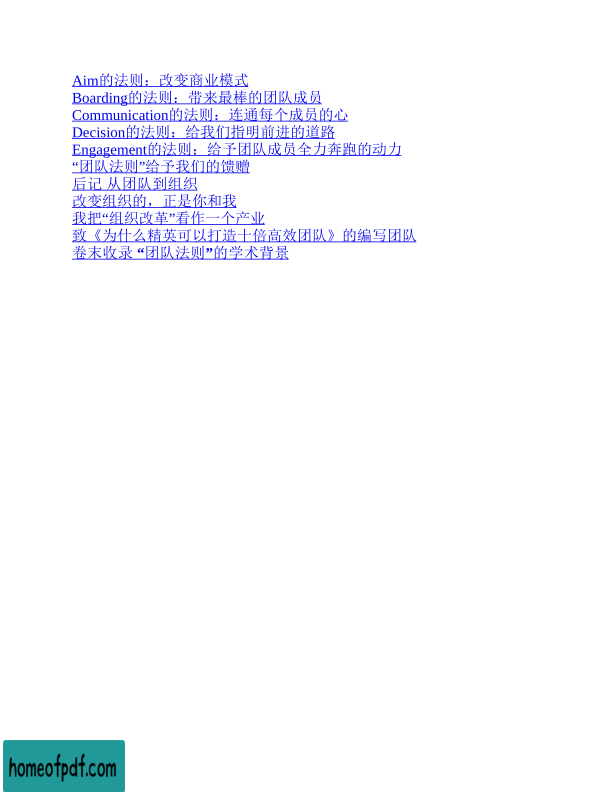 Aim的法则：改变商业模式
Boarding的法则：带来最棒的团队成员
Communication的法则：连通每个成员的心
Decision的法则：给我们指明前进的道路
Engagement的法则：给予团队成员全力奔跑的动力
“团队法则”给予我们的馈赠
后记 从团队到组织
改变组织的，正是你和我
我把“组织改革”看作一个产业
致《为什么精英可以打造十倍高效团队》的编写团队
卷末收录 “团队法则”的学术背景
homeofpdf.com